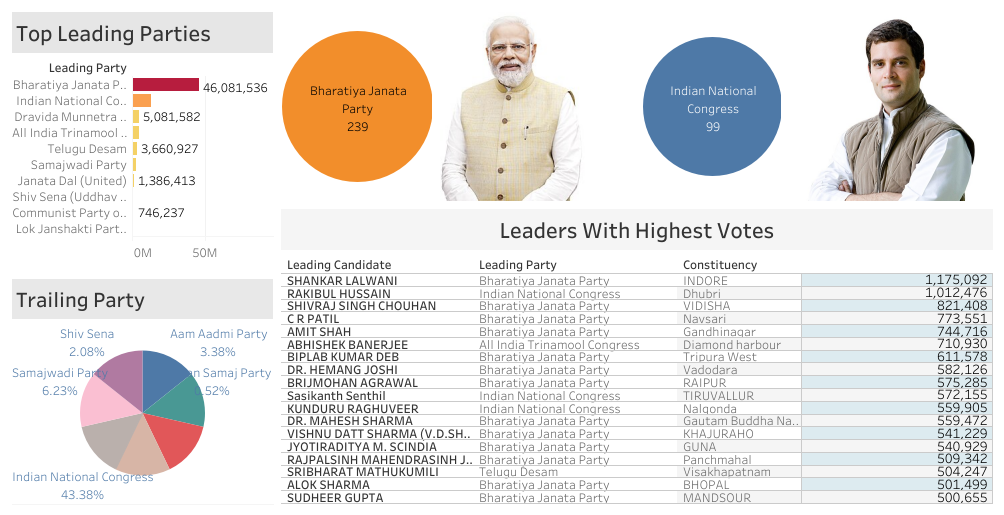 Top Leading Parties
Leading Party
Bharatiya Janata P.. 46,081,536
Indian National Co..
Dravida Munnetra .. 5,081,582
All India Trinamool ..
Telugu Desam 3,660,927
Samajwadi Party
Janata Dal (United) 1,386,413
Shiv Sena (Uddhav ..
Communist Party o.. 746,237
Lok Janshakti Part..
0M 50M
Trailing Party
Shiv Sena
2.08%
Aam Aadmi Party
3.38%
Samajwadi Party
6.23%
Samaj Party
Indian National Congress
43.38%
Bharatiya Janata
Party
239
Indian National
Congress
99
Leaders With Highest Votes
Leading Candidate Leading Party Constituency
SHANKAR LALWANI Bharatiya Janata Party INDORE 1,175,092
RAKIBUL HUSSAIN Indian National Congress Dhubri 1,012,476
SHIVRAJ SINGH CHOUHAN Bharatiya Janata Party VIDISHA 821,408
C R PATIL Bharatiya Janata Party Navsari 773,551
AMIT SHAH Bharatiya Janata Party Gandhinagar 744,716
ABHISHEK BANERJEE All India Trinamool Congress Diamond harbour 710,930
BIPLAB KUMAR DEB Bharatiya Janata Party Tripura West 611,578
DR. HEMANG JOSHI Bharatiya Janata Party Vadodara 582,126
BRIJMOHAN AGRAWAL Bharatiya Janata Party RAIPUR 575,285
Sasikanth Senthil Indian National Congress TIRUVALLUR 572,155
KUNDURU RAGHUVEER Indian National Congress Nalgonda 559,905
DR. MAHESH SHARMA Bharatiya Janata Party Gautam Buddha Na.. 559,472
VISHNU DATT SHARMA (V.D.SH.. Bharatiya Janata Party KHAJURAHO 541,229
JYOTIRADITYA M. SCINDIA Bharatiya Janata Party GUNA 540,929
RAJPALSINH MAHENDRASINH J.. Bharatiya Janata Party Panchmahal 509,342
SRIBHARAT MATHUKUMILI Telugu Desam Visakhapatnam 504,247
ALOK SHARMA Bharatiya Janata Party BHOPAL 501,499
SUDHEER GUPTA Bharatiya Janata Party MANDSOUR 500,655